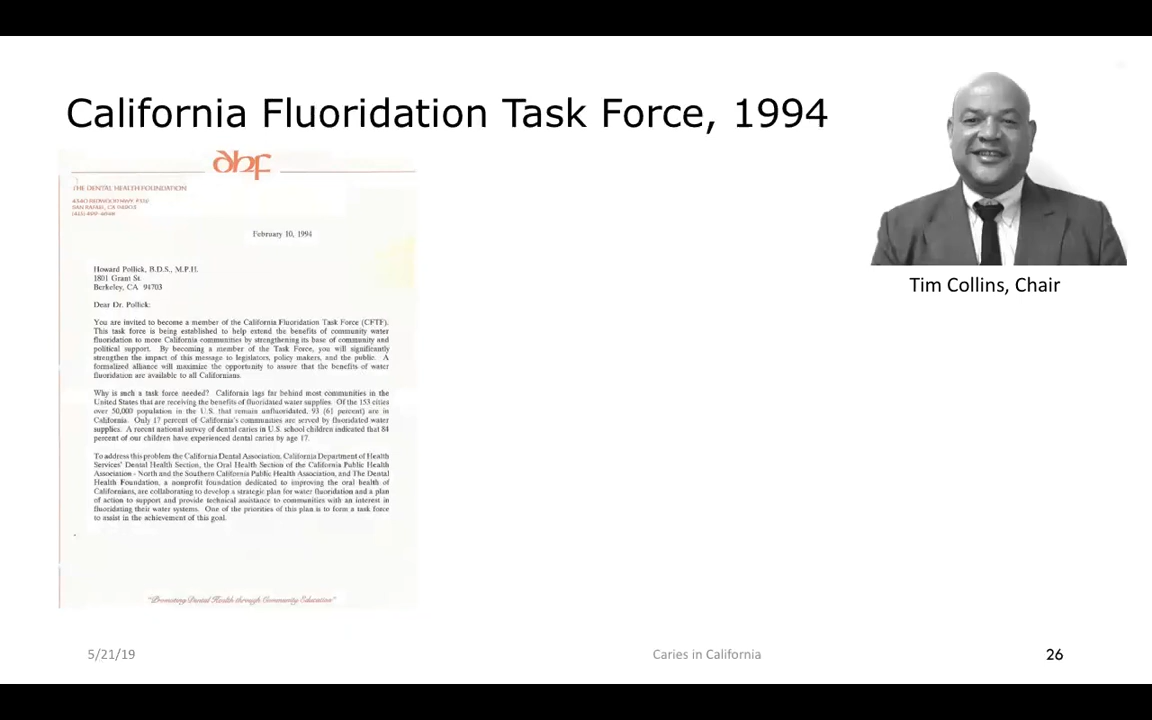 California Fluoridation Task Force, 1994
dhf
THE DENTAL HEALTH FOUNDATION
4340 REDWOOD HWY. #319
SAN RAFAEL, CA 94903
February 10, 1994
Howard Pollick, B.D.S., M.P.H.
1801 Grant St.
Berkeley, CA 94703
Dear Dr. Pollick:
You are invited to become a member of the California Fluoridation Task Force (CFTF).
This task force is being established to help extend the benefits of community water
fluoridation to more California communities by strengthening its base of community and
political support. By becoming a member of the Task Force, you will significantly
strengthen the impact of this message to legislators, policy makers, and the public. A
formalized alliance will maximize the opportunity to assure that the benefits of water
fluoridation are available to all Californians.
Why is such a task force needed? California lags far behind most communities in the
United States that are receiving the benefits of fluoridated water supplies. Of the 153 cities
over 50,000 population in the U.S. that remain unfluoridated, 93 (61 percent) are in
California. Only 17 percent of California's communities are served by fluoridated water
supplies. A recent national survey of dental caries in U.S. school children indicated that 84
percent of our children have experienced dental caries by age 17.
To address this problem the California Dental Association, California Department of Health
Services' Dental Health Section, the Oral Health Section of the California Public Health
Association - North and the Southern California Public Health Association, and The Dental
Health Foundation, a nonprofit foundation dedicated to improving the oral health of
Californians, are collaborating to develop a strategic plan for water fluoridation and a plan
of action to support and provide technical assistance to communities with an interest in
fluoridating their water systems. One of the priorities of this plan is to form a task force
to assist in the achievement of this goal.
"Promoting Dental Health through Community Education"
Tim Collins, Chair
5/21/19
Caries in California
26